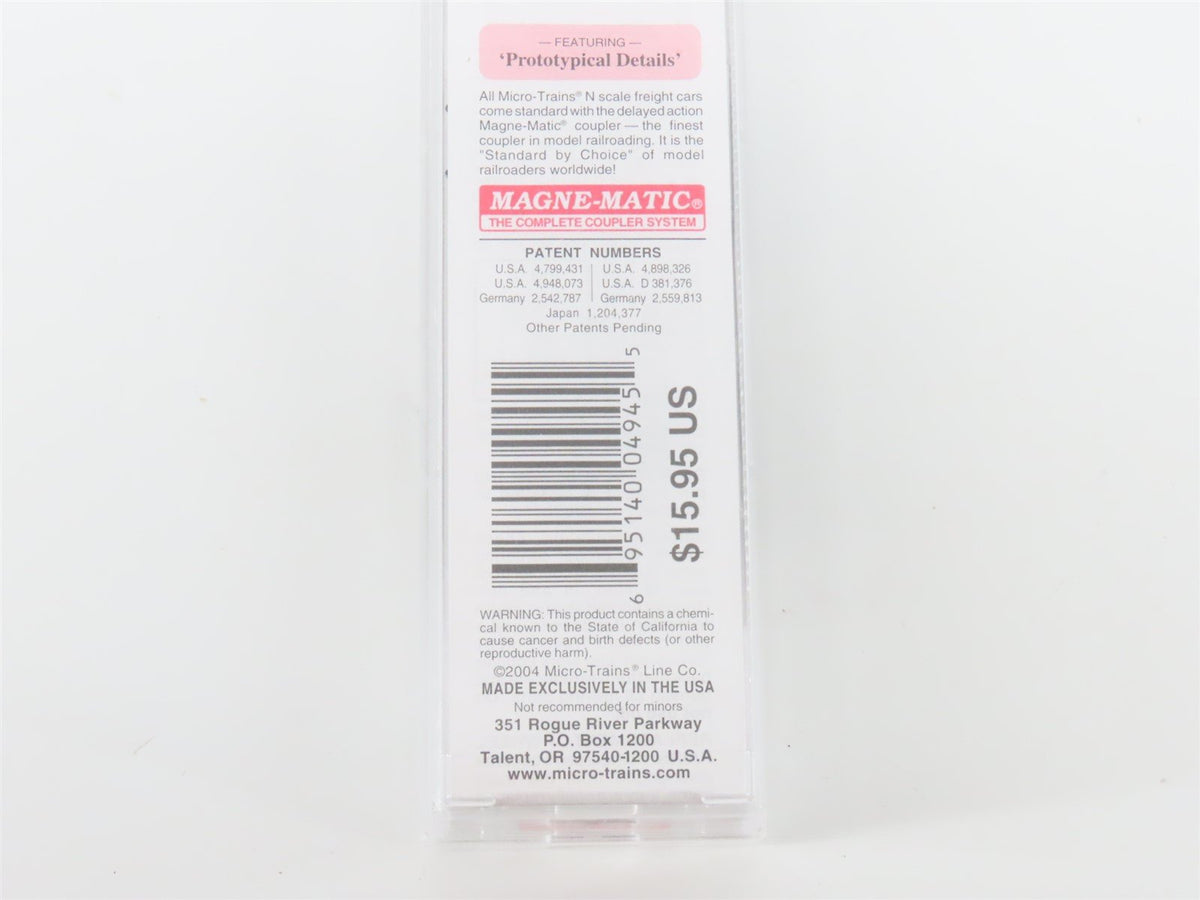 — FEATURING —
‘Prototypical Details’
All Micro-Trains® N scale freight cars
come standard with the delayed action
Magne-Matic® coupler — the finest
coupler in model railroading. It is the
"Standard by Choice" of model
railroaders worldwide!
MAGNE-MATIC®
THE COMPLETE COUPLER SYSTEM
PATENT NUMBERS
U.S.A. 4,799,431 | U.S.A. 4,898,326
U.S.A. 4,948,073 | U.S.A. D 381,376
Germany 2,542,787 | Germany 2,559,813
Japan 1,204,377
Other Patents Pending
6 95140 04945 5
$15.95 US
WARNING: This product contains a chemi-
cal known to the State of California to
cause cancer and birth defects (or other
reproductive harm).
©2004 Micro-Trains® Line Co.
MADE EXCLUSIVELY IN THE USA
Not recommended for minors
351 Rogue River Parkway
P.O. Box 1200
Talent, OR 97540-1200 U.S.A.
www.micro-trains.com